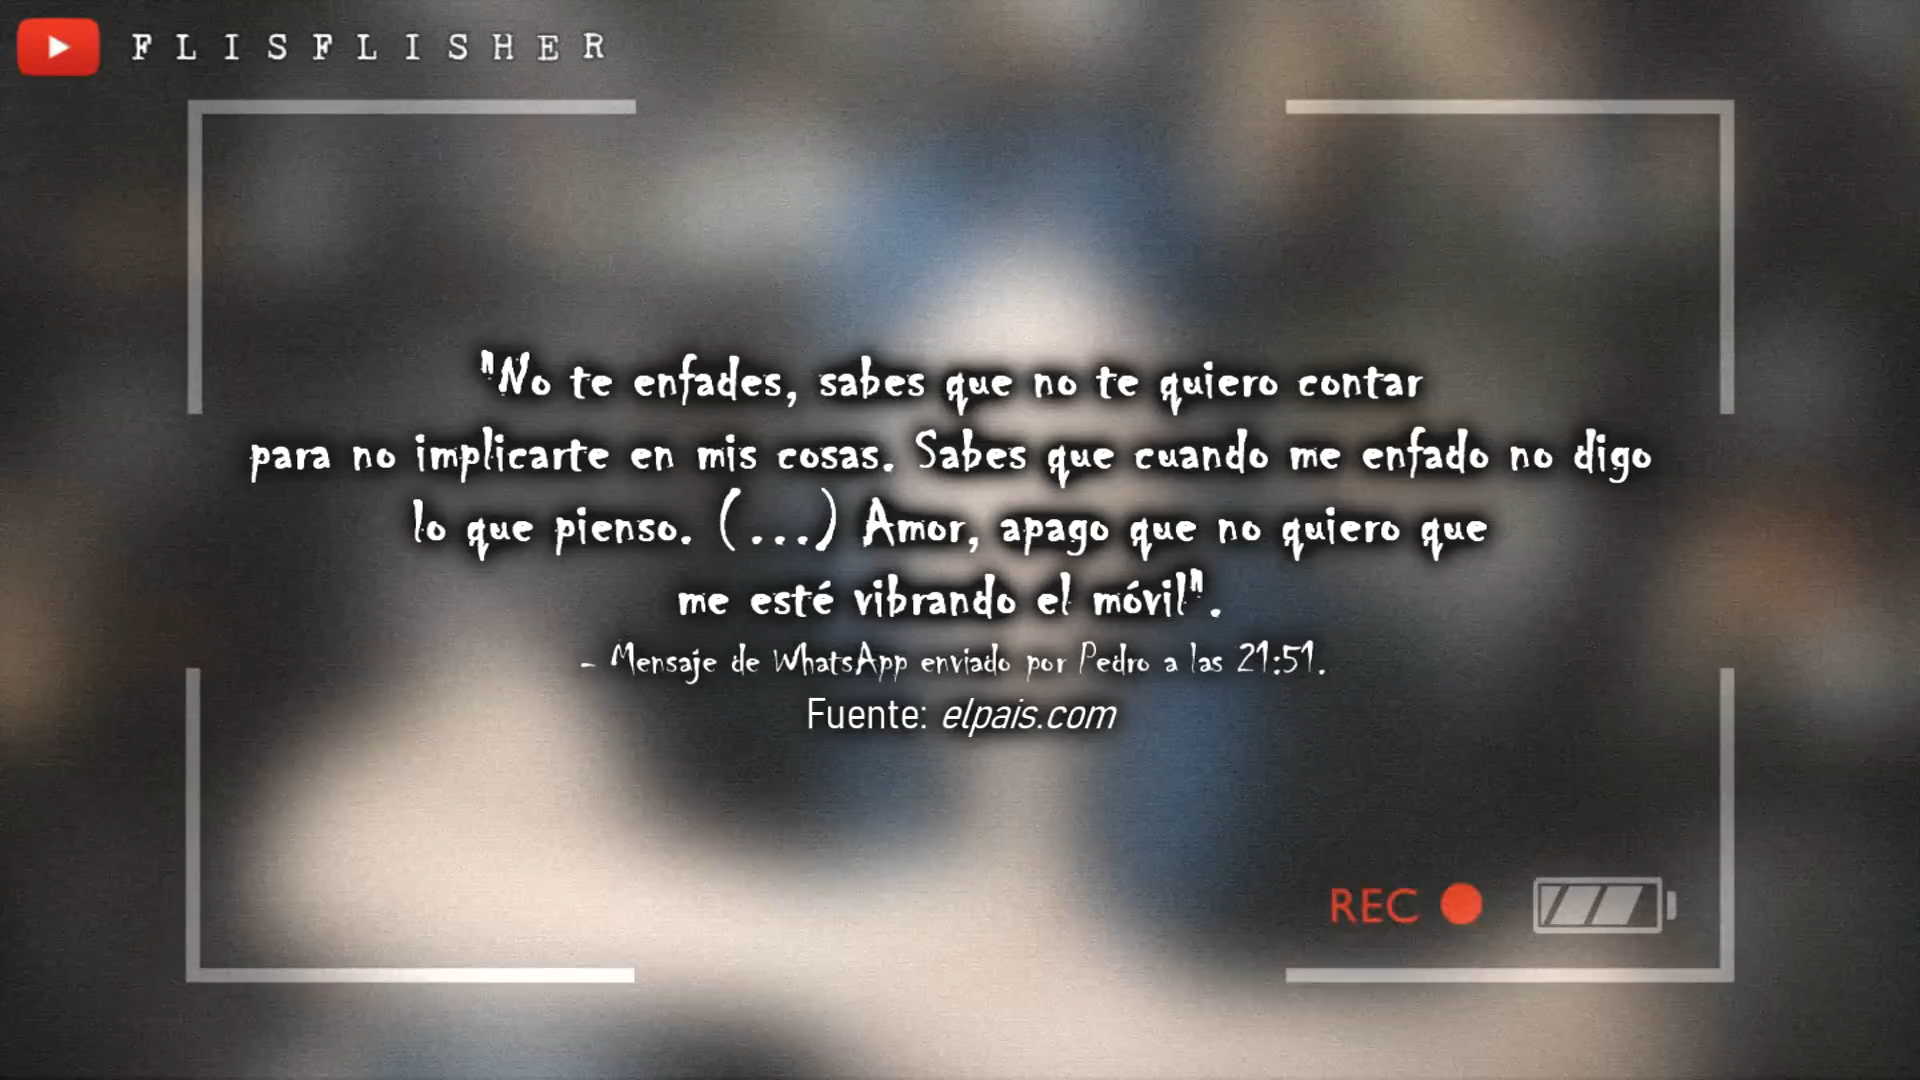 FLISFLISHER
"No te enfades, sabes que no te quiero contar
para no implicarte en mis cosas. Sabes que cuando me enfado no digo
lo que pienso. (...) Amor, apago que no quiero que
me esté vibrando el móvil".
- Mensaje de WhatsApp enviado por Pedro a las 21:51.
Fuente: elpais.com
REC